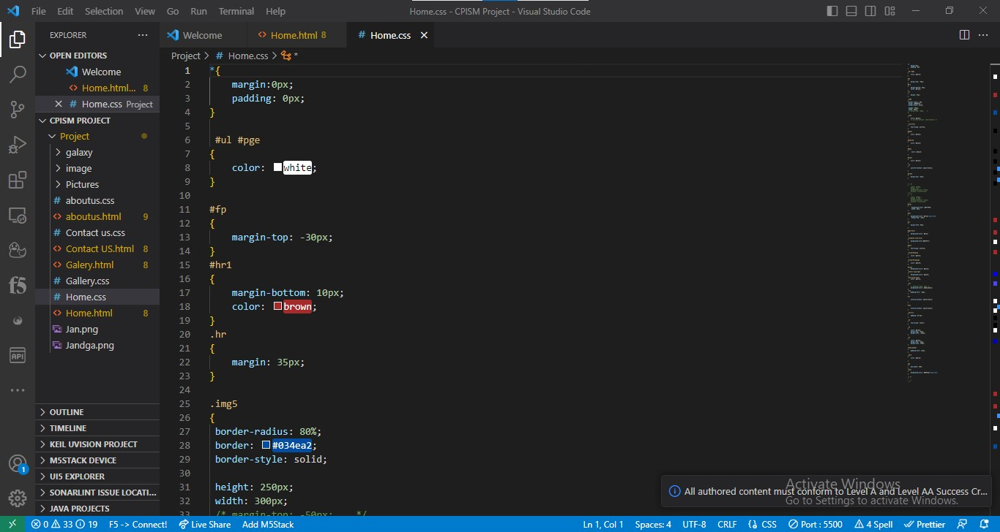 File Edit Selection View Go Run Terminal Help
Home.css - CPISM Project - Visual Studio Code
EXPLORER
OPEN EDITORS
Welcome
Home.html... 8
Home.css Project
CPISM PROJECT
Project
galaxy
image
Pictures
aboutus.css
aboutus.html 9
Contact us.css
Contact US.html 8
Galery.html 8
Gallery.css
Home.css
Home.html 8
Jan.png
Jandga.png
OUTLINE
TIMELINE
KEIL UVISION PROJECT
M5STACK DEVICE
UI5 EXPLORER
SONARLINT ISSUE LOCATI...
JAVA PROJECTS
f5
API
1
Welcome
Home.html 8
# Home.css
Project > # Home.css > *
1 *{
2 margin:0px;
3 padding: 0px;
4 }
5
6 #ul #pge
7 {
8 color: white;
9 }
10
11 #fp
12 {
13 margin-top: -30px;
14 }
15 #hr1
16 {
17 margin-bottom: 10px;
18 color: brown;
19 }
20 .hr
21 {
22 margin: 35px;
23 }
24
25 .img5
26 {
27 border-radius: 80%;
28 border: #034ea2;
29 border-style: solid;
30
31 height: 250px;
32 width: 300px;
33 /* margin-top: -50px; */
Activate Windows
All authored content must conform to Level A and Level AA Success Cr...
Go to Settings to activate Windows.
0 33 19 F5 -> Connect! Live Share Add M5Stack
Ln 1, Col 1 Spaces: 4 UTF-8 CRLF CSS Port : 5500 4 Spell Prettier